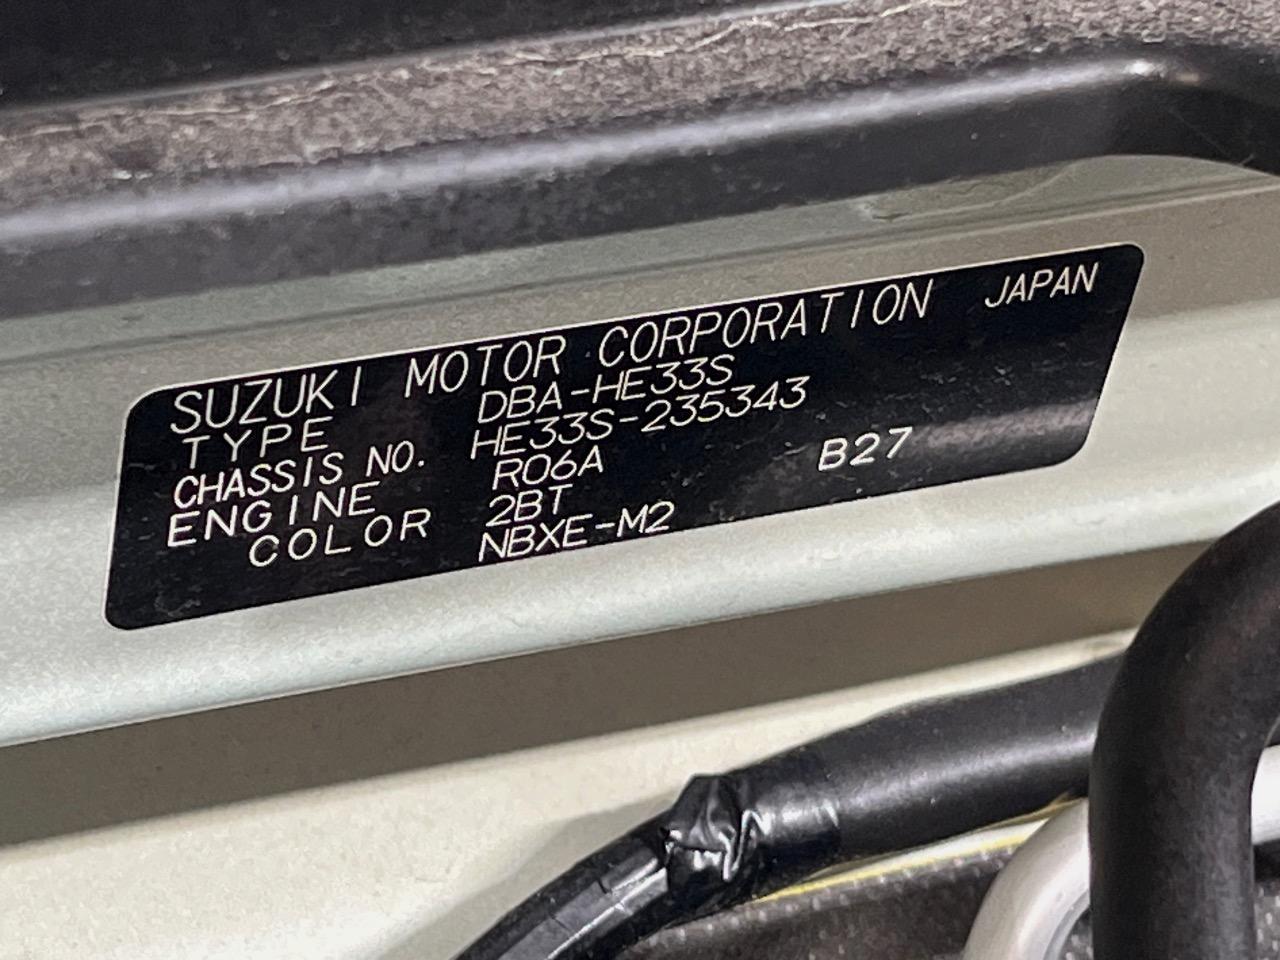 SUZUKI MOTOR CORPORATION JAPAN
TYPE DBA-HE33S
CHASSIS NO. HE33S-235343
ENGINE R06A
COLOR 2BT B27
NBXE-M2